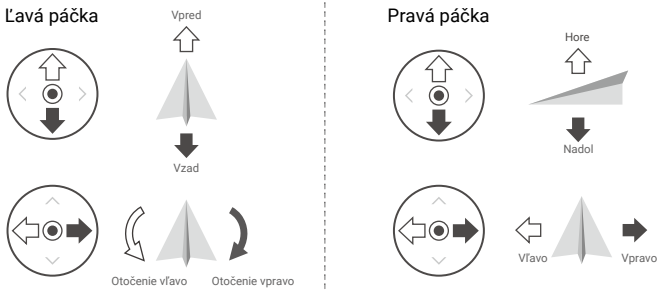 Ľavá páčka
Vpred
Vzad
Otočenie vľavo
Otočenie vpravo
Pravá páčka
Hore
Nadol
Vľavo
Vpravo